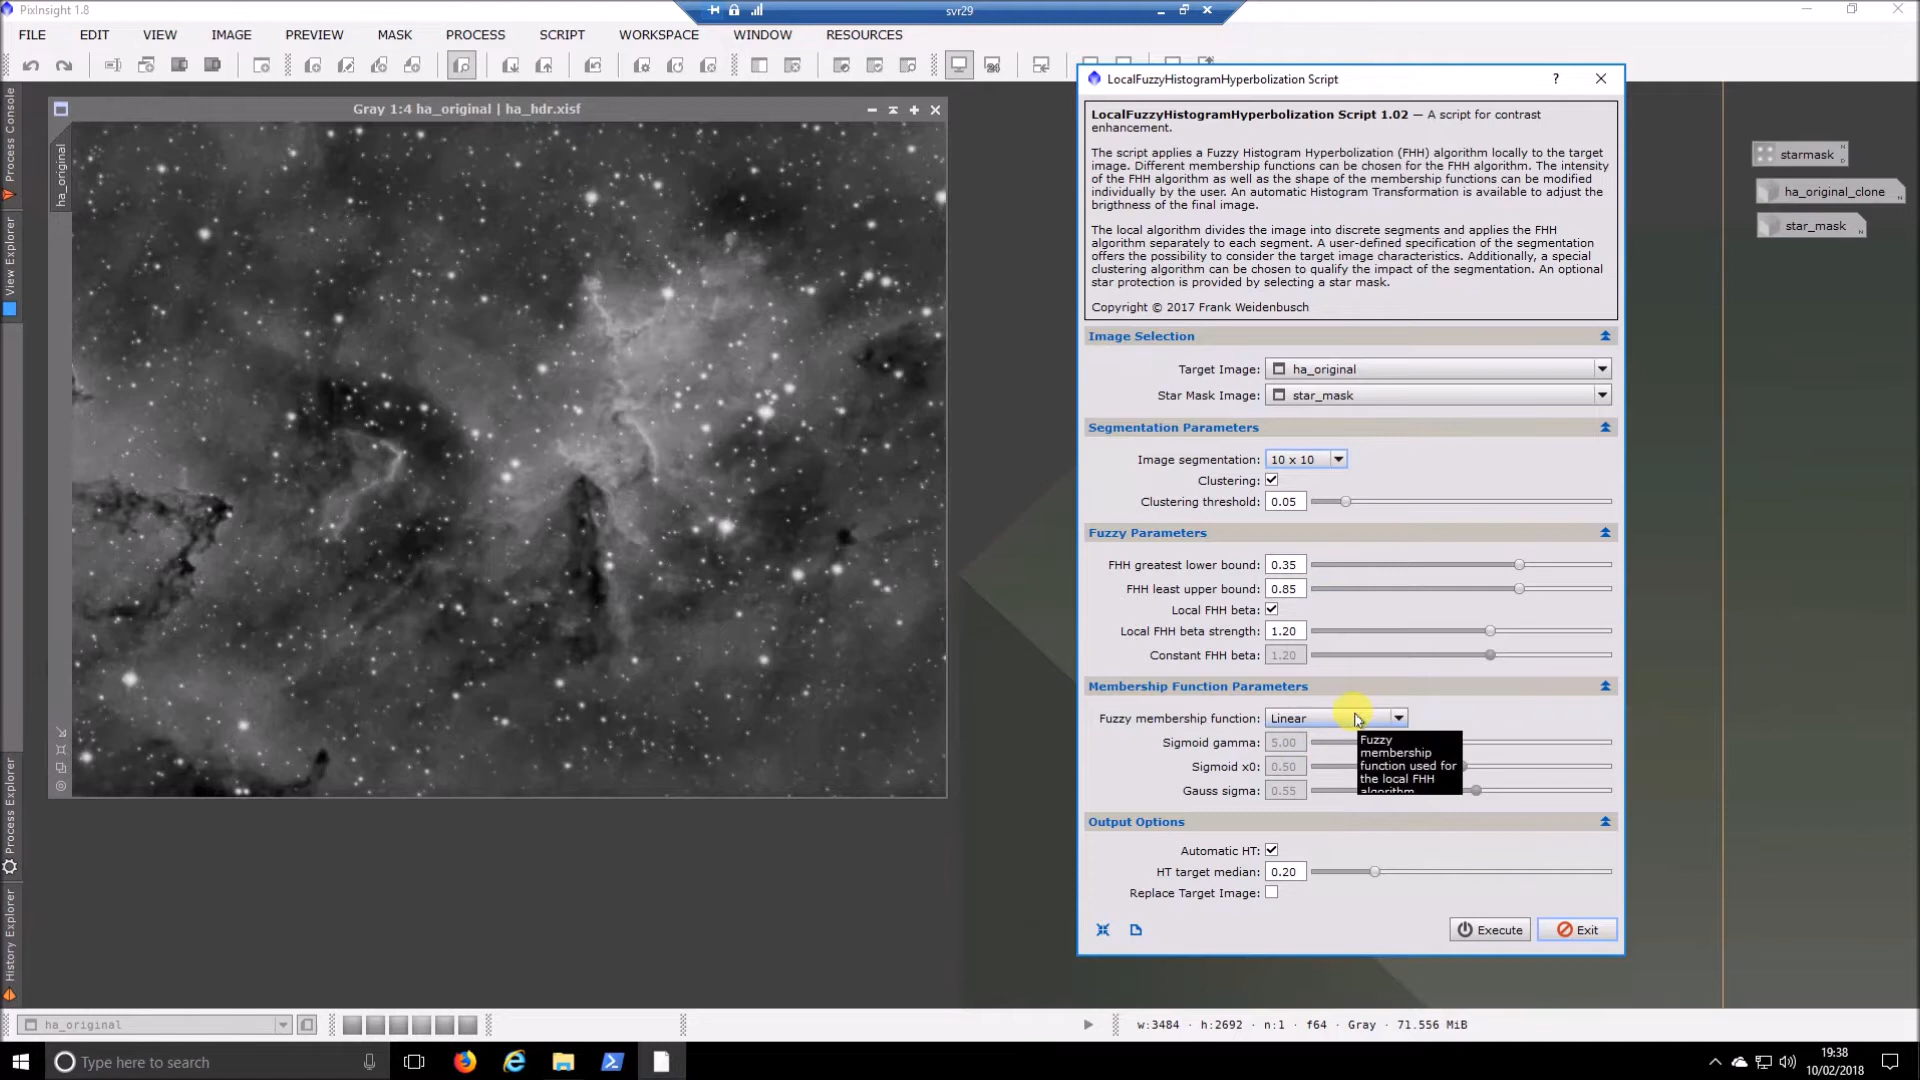 PixInsight 1.8
svr29
FILE EDIT VIEW IMAGE PREVIEW MASK PROCESS SCRIPT WORKSPACE WINDOW RESOURCES
Process Console
View Explorer
Process Explorer
History Explorer
Gray 1:4 ha_original | ha_hdr.xisf
ha_original
LocalFuzzyHistogramHyperbolization Script
?
LocalFuzzyHistogramHyperbolization Script 1.02 — A script for contrast
enhancement.
The script applies a Fuzzy Histogram Hyperbolization (FHH) algorithm locally to the target
image. Different membership functions can be chosen for the FHH algorithm. The intensity
of the FHH algorithm as well as the shape of the membership functions can be modified
individually by the user. An automatic Histogram Transformation is available to adjust the
brigthness of the final image.
The local algorithm divides the image into discrete segments and applies the FHH
algorithm separately to each segment. A user-defined specification of the segmentation
offers the possibility to consider the target image characteristics. Additionally, a special
clustering algorithm can be chosen to qualify the impact of the segmentation. An optional
star protection is provided by selecting a star mask.
Copyright © 2017 Frank Weidenbusch
Image Selection
Target Image: ha_original
Star Mask Image: star_mask
Segmentation Parameters
Image segmentation: 10 x 10
Clustering:
Clustering threshold: 0.05
Fuzzy Parameters
FHH greatest lower bound: 0.35
FHH least upper bound: 0.85
Local FHH beta:
Local FHH beta strength: 1.20
Constant FHH beta: 1.20
Membership Function Parameters
Fuzzy membership function: Linear
Sigmoid gamma: 5.00
Sigmoid x0: 0.50
Gauss sigma: 0.55
Fuzzy
membership
function used for
the local FHH
algorithm
Output Options
Automatic HT:
HT target median: 0.20
Replace Target Image:
Execute
Exit
starmask
N
D
ha_original_clone
N
star_mask
N
ha_original
w:3484 · h:2692 · n:1 · f64 · Gray · 71.556 MiB
Type here to search
19:38
10/02/2018